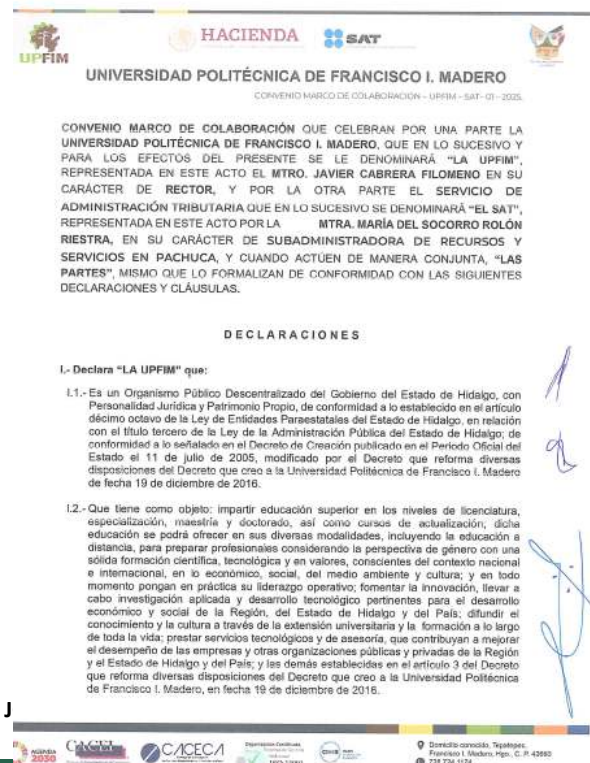 UPFIM
HACIENDA
SAT
UNIVERSIDAD POLITÉCNICA DE FRANCISCO I. MADERO
CONVENIO MARCO DE COLABORACIÓN – UPFIM – SAT– 01 – 2025.
CONVENIO MARCO DE COLABORACIÓN QUE CELEBRAN POR UNA PARTE LA
UNIVERSIDAD POLITÉCNICA DE FRANCISCO I. MADERO, QUE EN LO SUCESIVO Y
PARA LOS EFECTOS DEL PRESENTE SE LE DENOMINARÁ “LA UPFIM”,
REPRESENTADA EN ESTE ACTO EL MTRO. JAVIER CABRERA FILOMENO EN SU
CARÁCTER DE RECTOR, Y POR LA OTRA PARTE EL SERVICIO DE
ADMINISTRACIÓN TRIBUTARIA QUE EN LO SUCESIVO SE DENOMINARÁ “EL SAT”,
REPRESENTADA EN ESTE ACTO POR LA MTRA. MARÍA DEL SOCORRO ROLÓN
RIESTRA, EN SU CARÁCTER DE SUBADMINISTRADORA DE RECURSOS Y
SERVICIOS EN PACHUCA, Y CUANDO ACTÚEN DE MANERA CONJUNTA, “LAS
PARTES”, MISMO QUE LO FORMALIZAN DE CONFORMIDAD CON LAS SIGUIENTES
DECLARACIONES Y CLÁUSULAS.
DECLARACIONES
I.- Declara “LA UPFIM” que:
I.1.- Es un Organismo Público Descentralizado del Gobierno del Estado de Hidalgo, con
Personalidad Jurídica y Patrimonio Propio, de conformidad a lo establecido en el artículo
décimo octavo de la Ley de Entidades Paraestatales del Estado de Hidalgo, en relación
con el título tercero de la Ley de la Administración Pública del Estado de Hidalgo; de
conformidad a lo señalado en el Decreto de Creación publicado en el Periodo Oficial del
Estado el 11 de julio de 2005, modificado por el Decreto que reforma diversas
disposiciones del Decreto que creo a la Universidad Politécnica de Francisco I. Madero
de fecha 19 de diciembre de 2016.
I.2.- Que tiene como objeto: impartir educación superior en los niveles de licenciatura,
especialización, maestría y doctorado, así como cursos de actualización; dicha
educación se podrá ofrecer en sus diversas modalidades, incluyendo la educación a
distancia, para preparar profesionales considerando la perspectiva de género con una
sólida formación científica, tecnológica y en valores, conscientes del contexto nacional
e internacional, en lo económico, social, del medio ambiente y cultura; y en todo
momento pongan en práctica su liderazgo operativo; fomentar la innovación, llevar a
cabo investigación aplicada y desarrollo tecnológico pertinentes para el desarrollo
económico y social de la Región, del Estado de Hidalgo y del País; difundir el
conocimiento y la cultura a través de la extensión universitaria y la formación a lo largo
de toda la vida; prestar servicios tecnológicos y de asesoría, que contribuyan a mejorar
el desempeño de las empresas y otras organizaciones públicas y privadas de la Región
y el Estado de Hidalgo y del País; y las demás establecidas en el artículo 3 del Decreto
que reforma diversas disposiciones del Decreto que creo a la Universidad Politécnica
de Francisco I. Madero, en fecha 19 de diciembre de 2016.
J
AGENDA
2030
CACEI
CACECA
Domicilio conocido, Tepatepec,
Francisco I. Madero, Hgo., C. P. 43660
738 724 1174